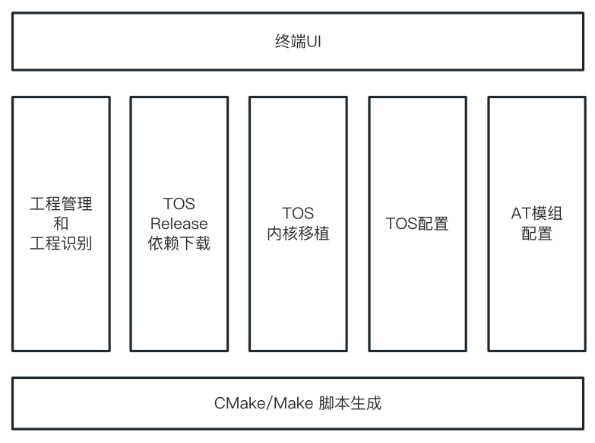 终端UI
工程管理
和
工程识别
TOS
Release
依赖下载
TOS
内核移植
TOS配置
AT模组
配置
CMake/Make 脚本生成